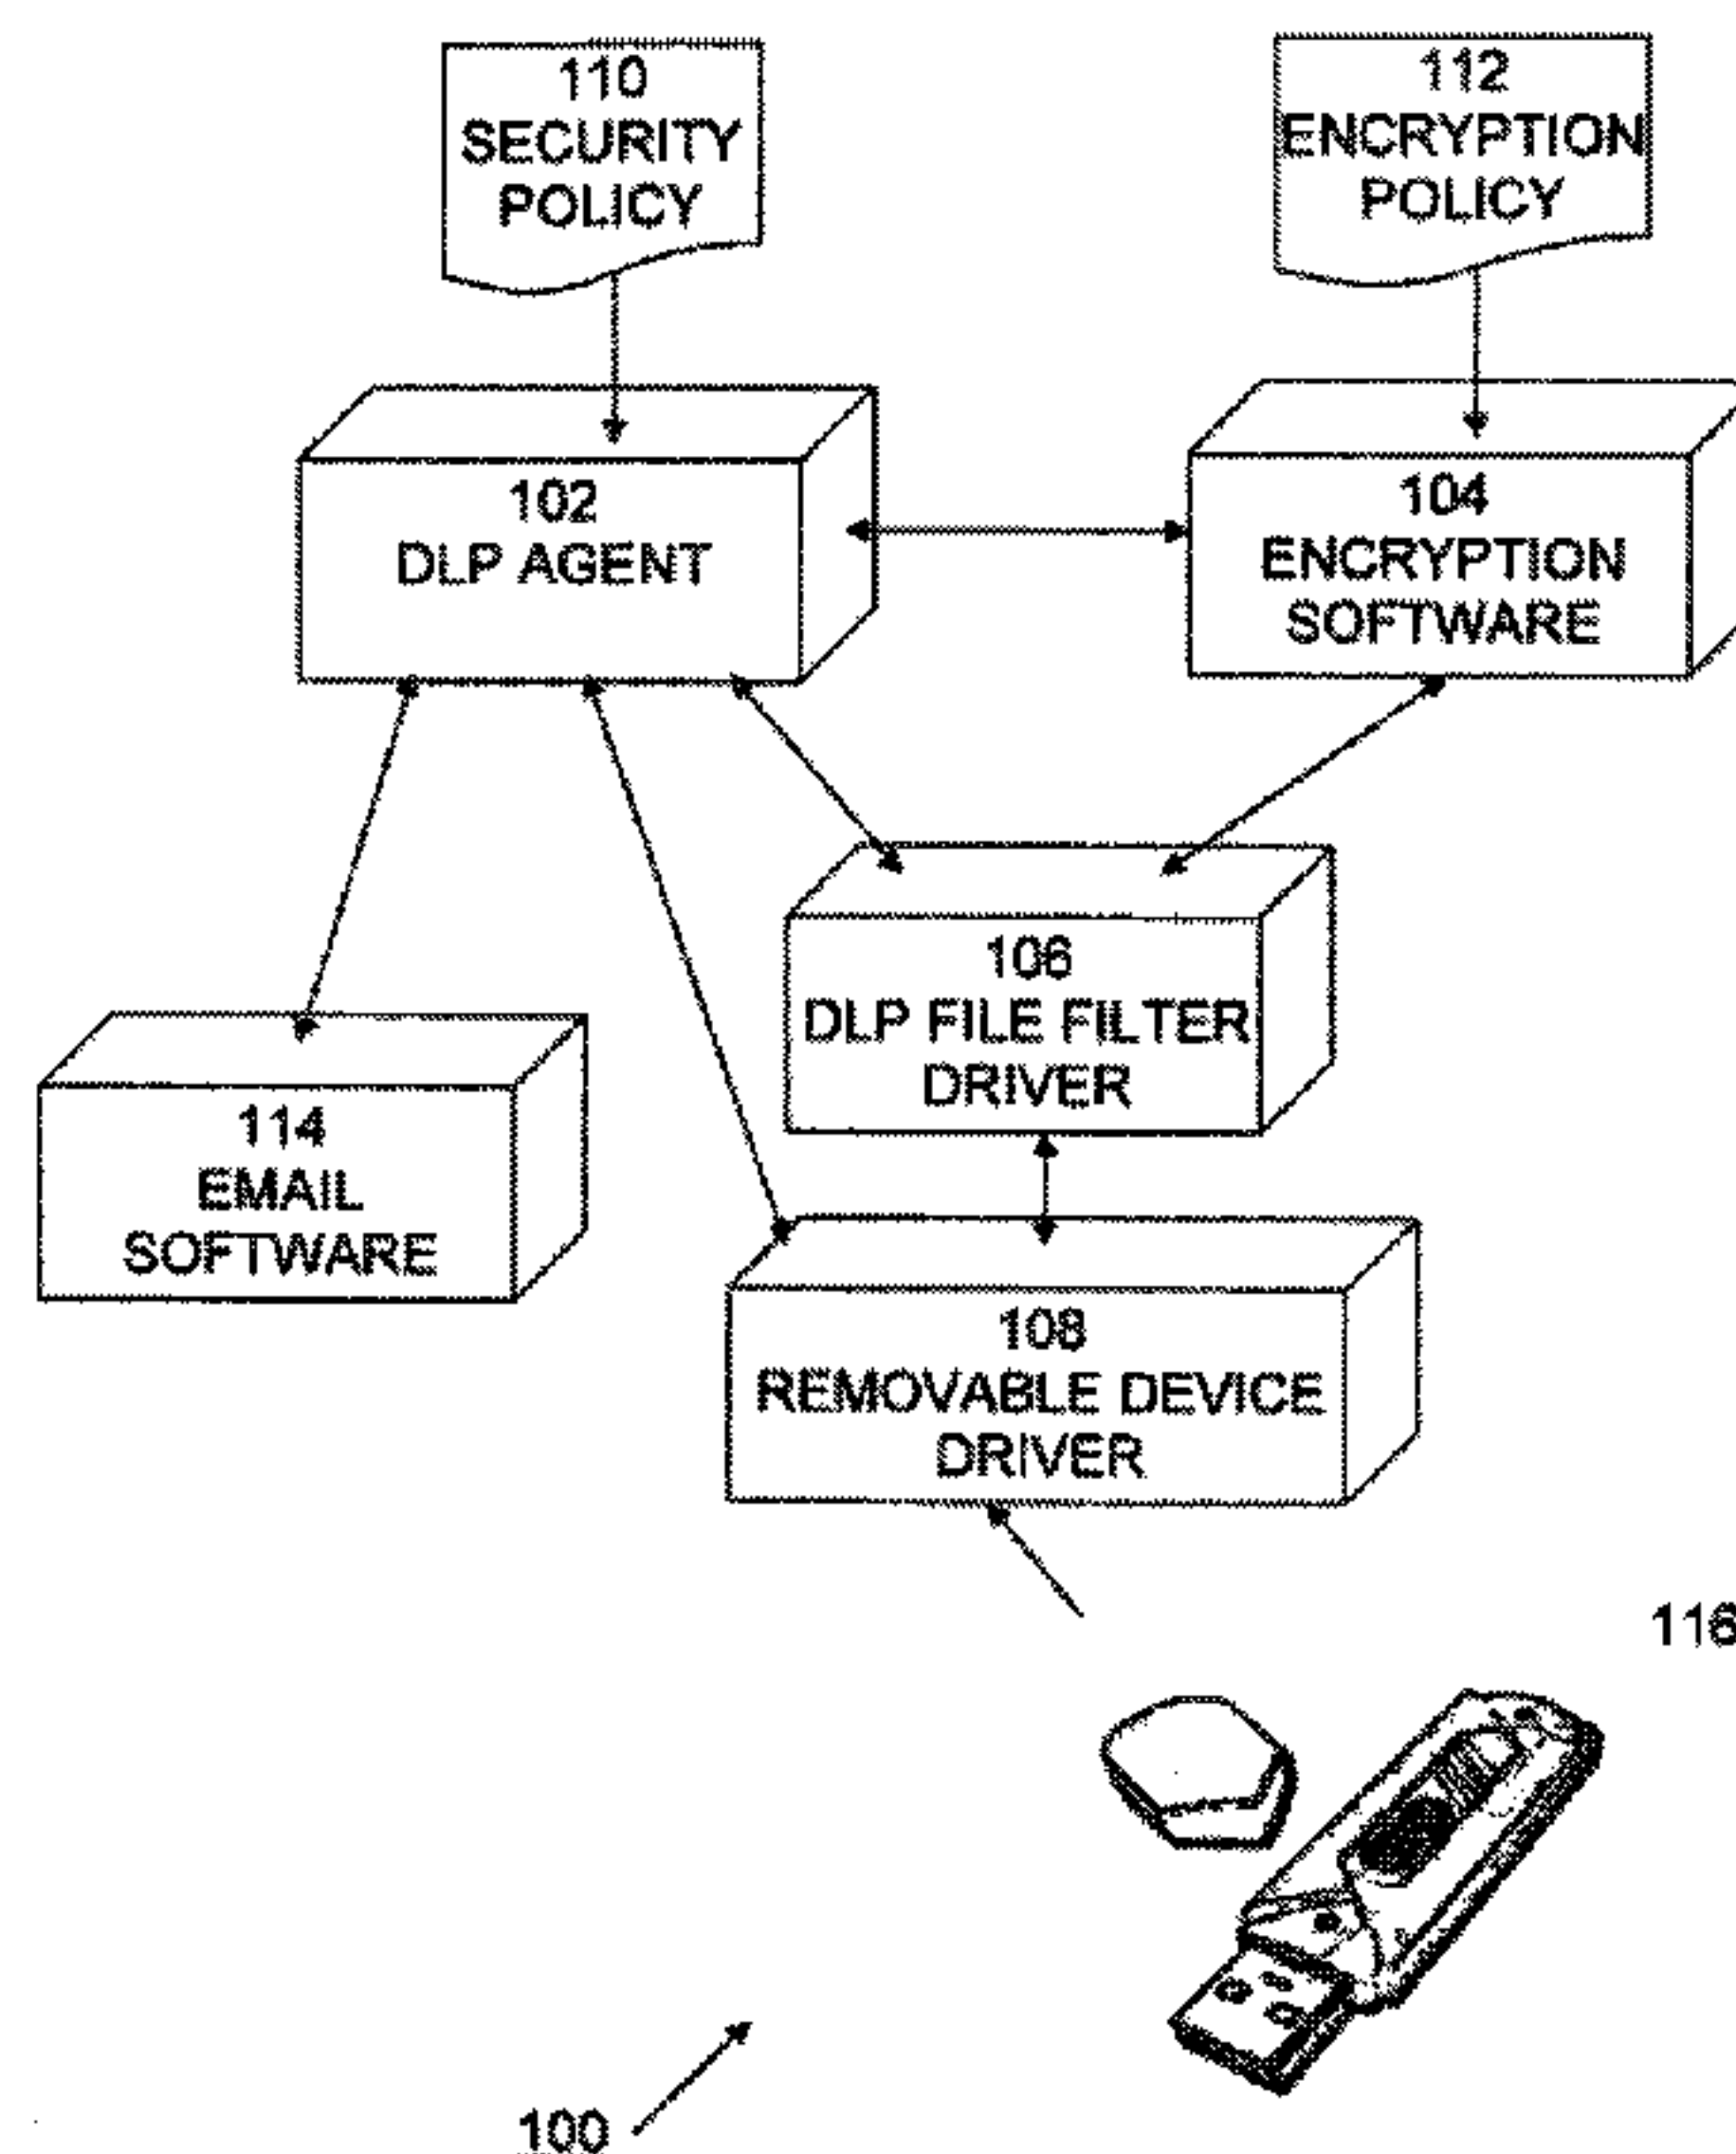 110
SECURITY
POLICY
112
ENCRYPTION
POLICY
102
DLP AGENT
104
ENCRYPTION
SOFTWARE
106
DLP FILE FILTER
DRIVER
114
EMAIL
SOFTWARE
108
REMOVABLE DEVICE
DRIVER
116
100